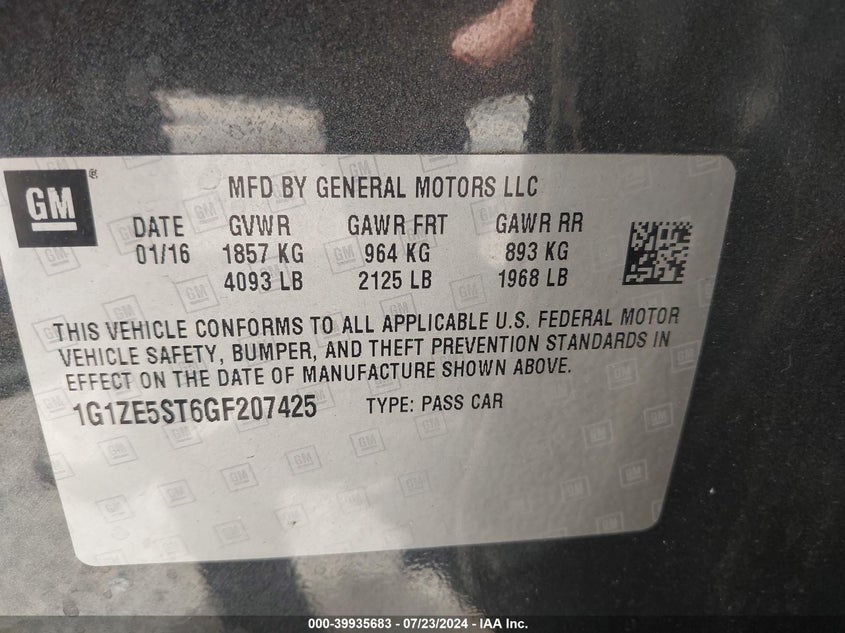 GM
MFD BY GENERAL MOTORS LLC
DATE GVWR GAWR FRT GAWR RR
01/16 1857 KG 964 KG 893 KG
4093 LB 2125 LB 1968 LB
THIS VEHICLE CONFORMS TO ALL APPLICABLE U.S. FEDERAL MOTOR
VEHICLE SAFETY, BUMPER, AND THEFT PREVENTION STANDARDS IN
EFFECT ON THE DATE OF MANUFACTURE SHOWN ABOVE.
1G1ZE5ST6GF207425 TYPE: PASS CAR
000-39935683 - 07/23/2024 - IAA Inc.